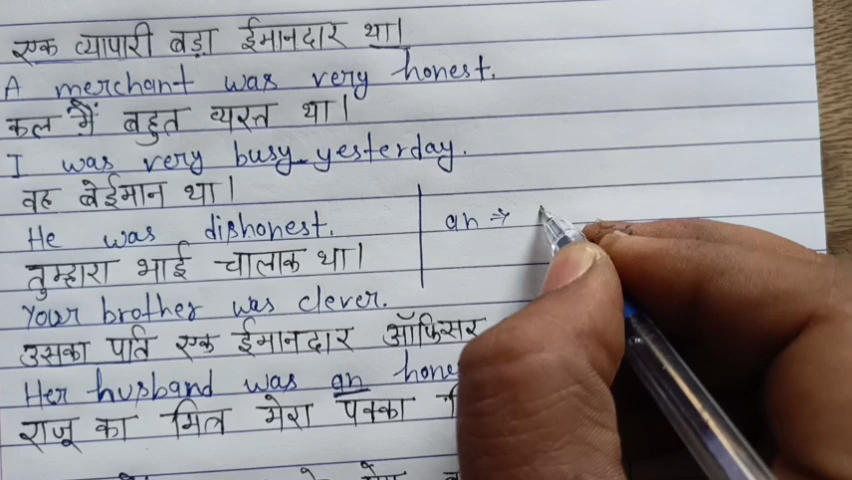 एक व्यापारी बड़ा ईमानदार था।
A merchant was very honest.
कल मैं बहुत व्यस्त था।
I was very busy yesterday.
वह बेईमान था।
He was dishonest.
an →
तुम्हारा भाई चालाक था।
Your brother was clever.
उसका पति एक ईमानदार ऑफिसर
Her husband was an hone
राजू का मित्र मेरा पक्का